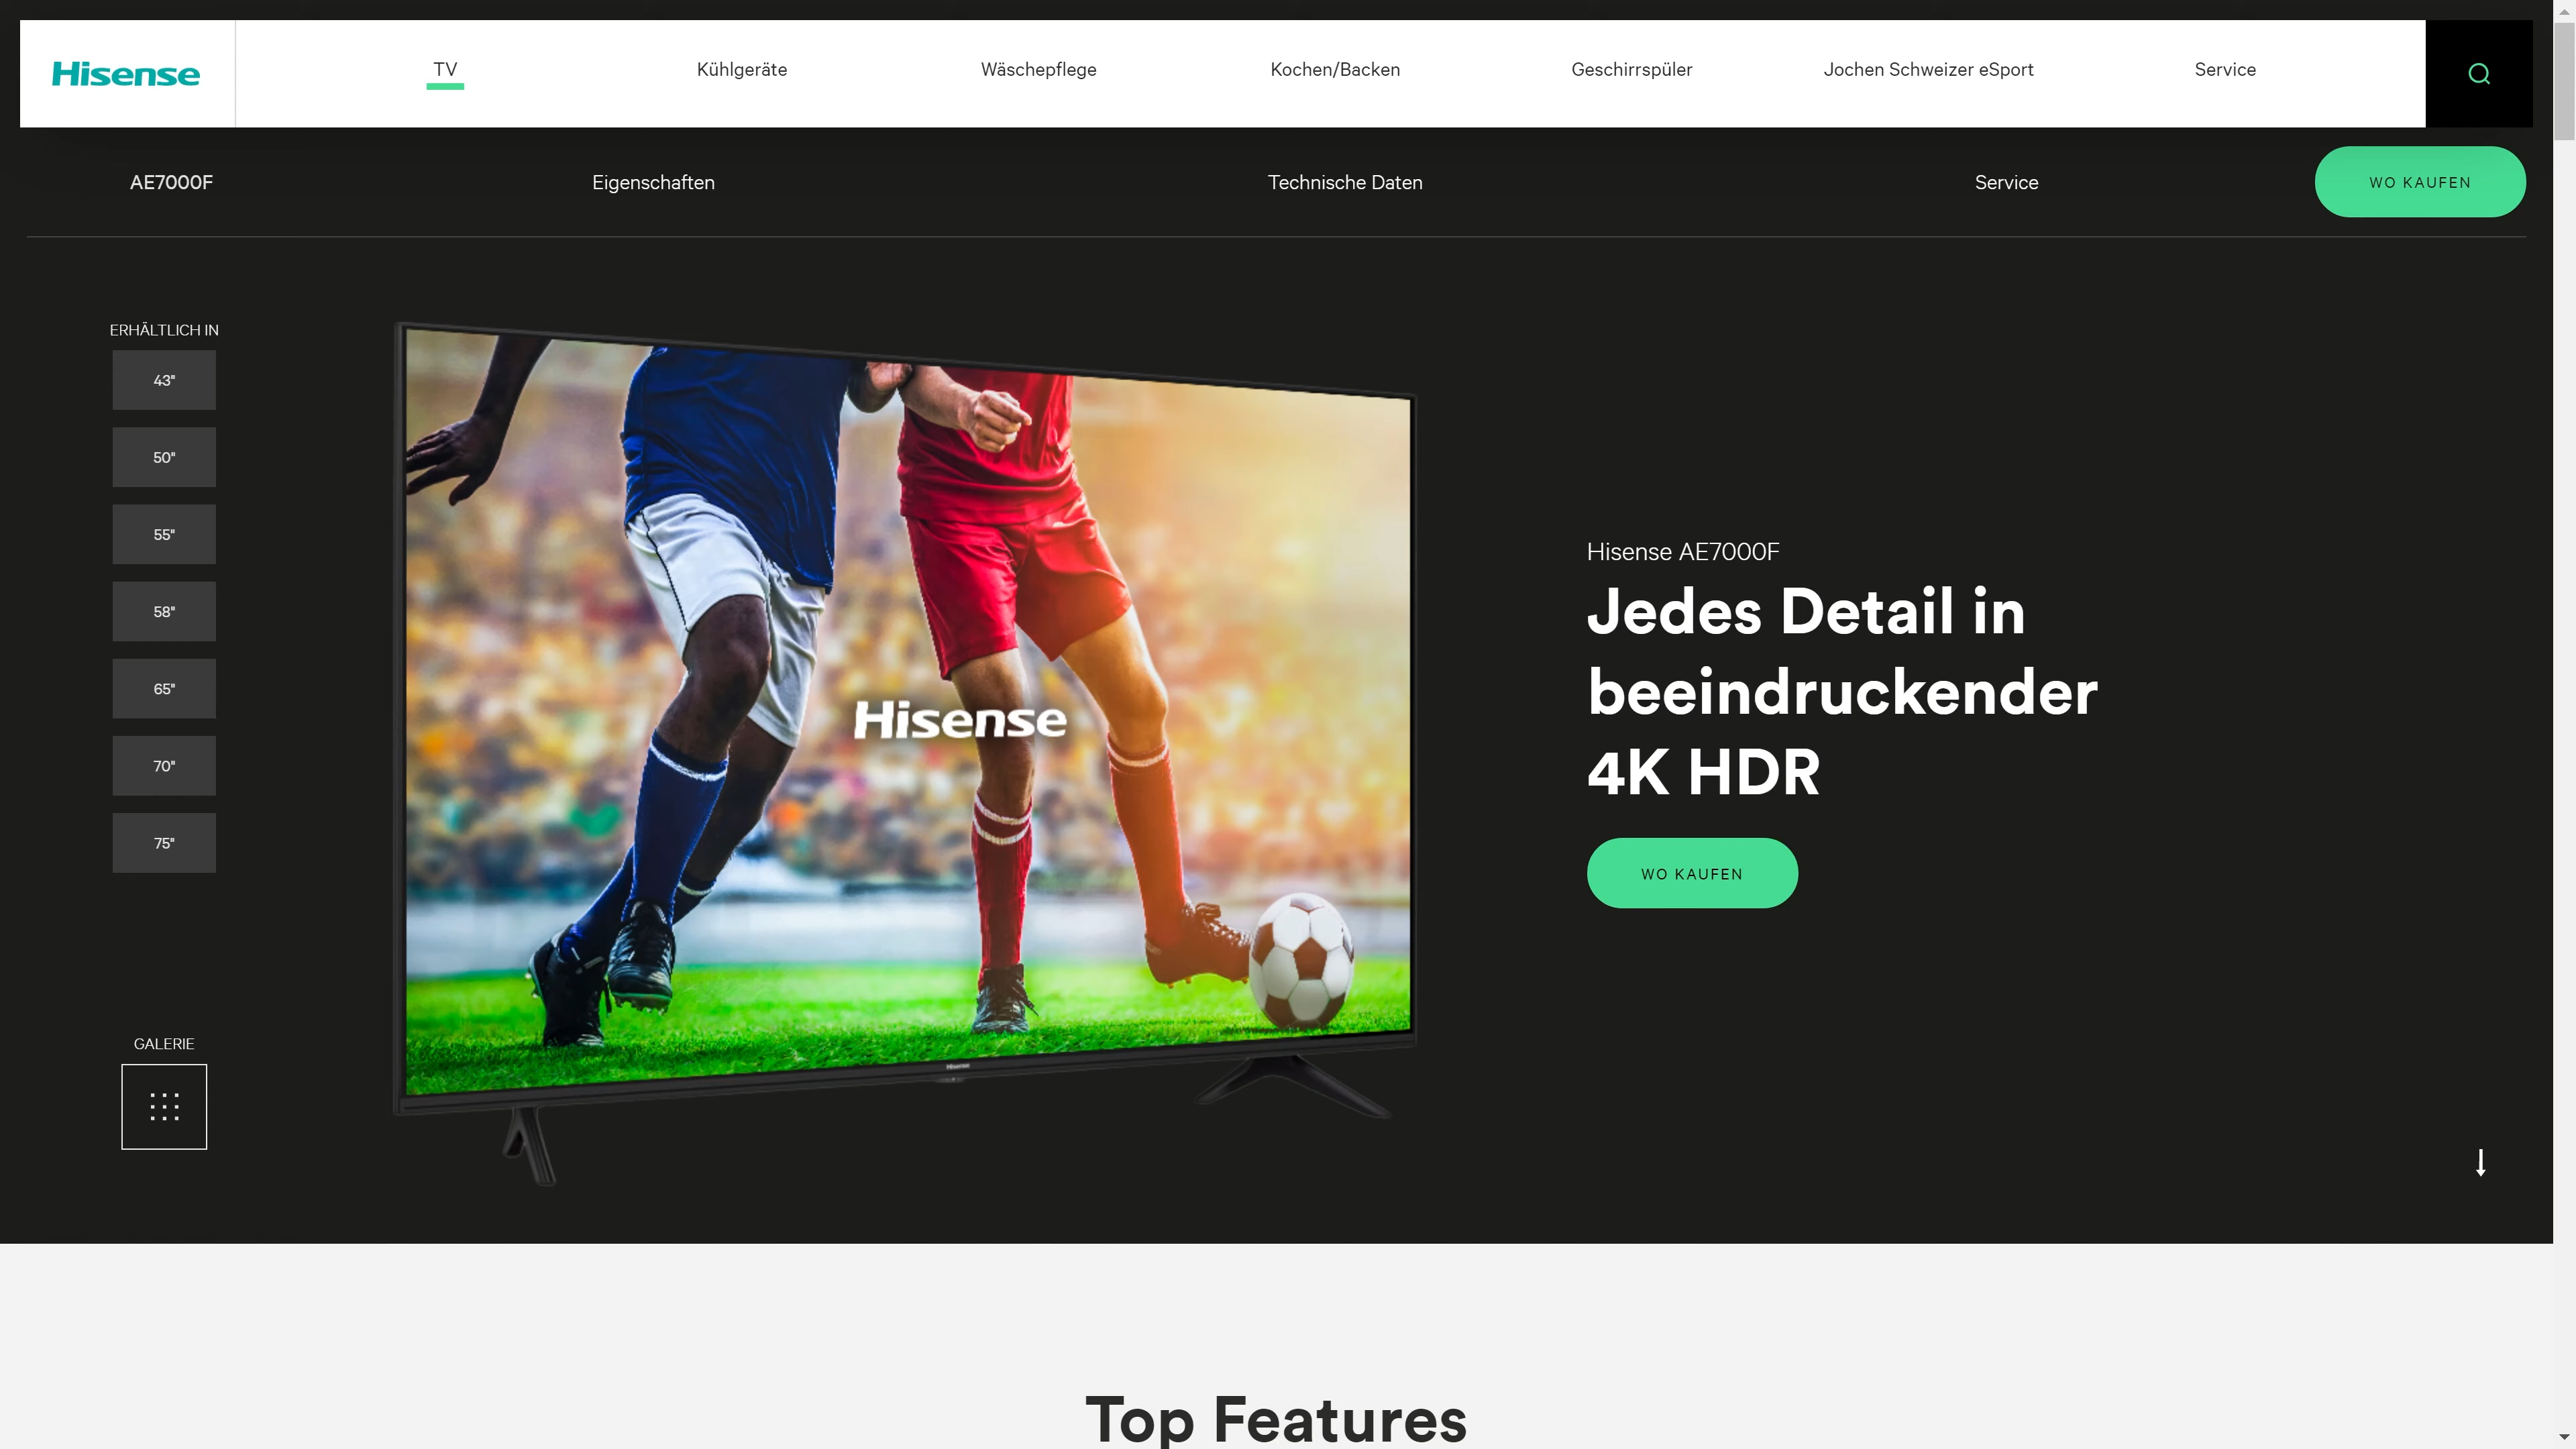 Hisense
TV
Kühlgeräte
Wäschepflege
Kochen/Backen
Geschirrspüler
Jochen Schweizer eSport
Service
AE7000F
Eigenschaften
Technische Daten
Service
WO KAUFEN
ERHÄLTLICH IN
43"
50"
55"
58"
65"
70"
75"
GALERIE
Hisense
Hisense
Hisense AE7000F
Jedes Detail in
beeindruckender
4K HDR
WO KAUFEN
Top Features